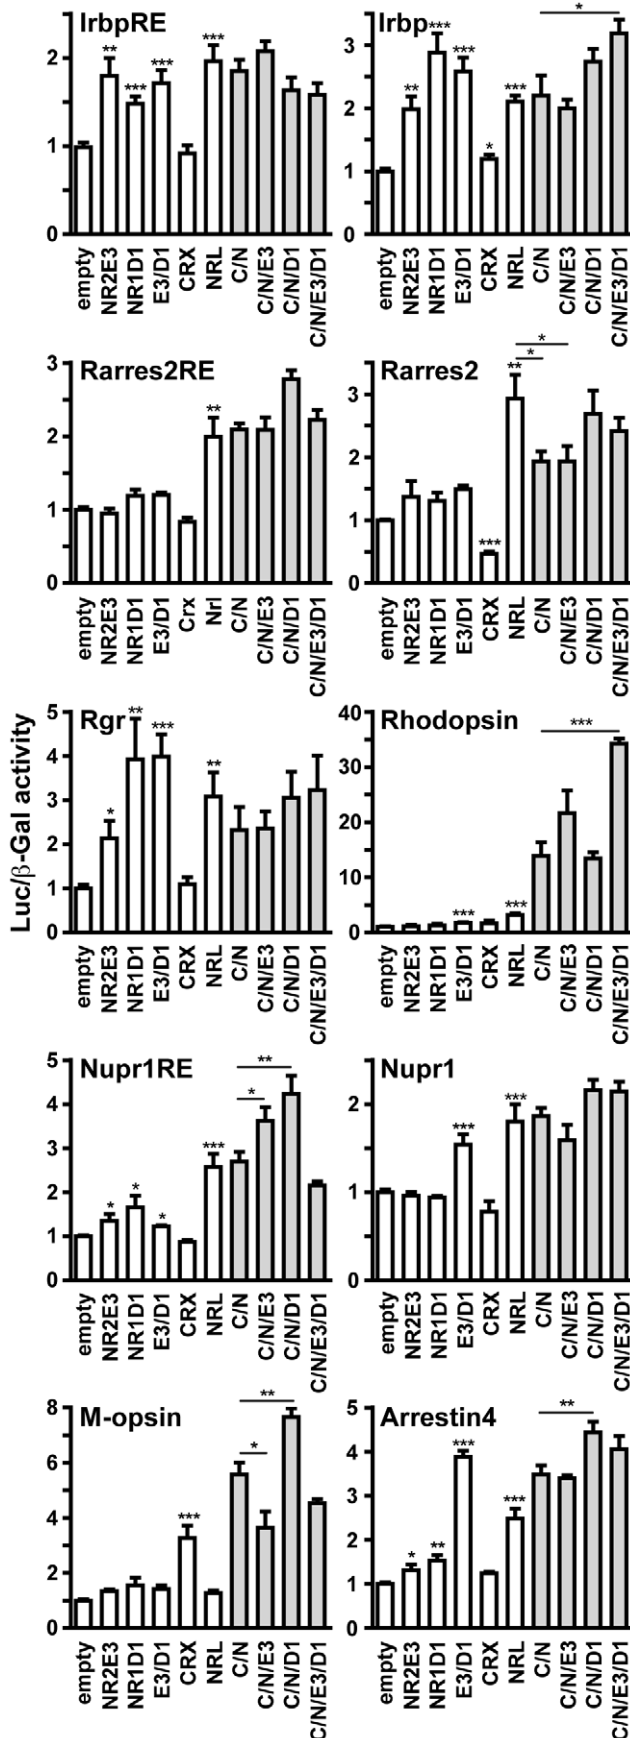 IrbpRE
2
1
0
** *** *** ***
empty NR2E3 NR1D1 E3/D1 CRX NRL C/N C/N/E3 C/N/D1 C/N/E3/D1
Irbp
3
2
1
0
** *** *** * *** *
empty NR2E3 NR1D1 E3/D1 CRX NRL C/N C/N/E3 C/N/D1 C/N/E3/D1
Rarres2RE
3
2
1
0
**
empty NR2E3 NR1D1 E3/D1 Crx Nrl C/N C/N/E3 C/N/D1 C/N/E3/D1
Rarres2
3
2
1
0
*** ** * *
empty NR2E3 NR1D1 E3/D1 CRX NRL C/N C/N/E3 C/N/D1 C/N/E3/D1
Luc/β-Gal activity
Rgr
5
4
3
2
1
0
* ** *** **
empty NR2E3 NR1D1 E3/D1 CRX NRL C/N C/N/E3 C/N/D1 C/N/E3/D1
Rhodopsin
40
30
20
10
0
*** *** ***
empty NR2E3 NR1D1 E3/D1 CRX NRL C/N C/N/E3 C/N/D1 C/N/E3/D1
Nupr1RE
5
4
3
2
1
0
* * * *** * **
empty NR2E3 NR1D1 E3/D1 CRX NRL C/N C/N/E3 C/N/D1 C/N/E3/D1
Nupr1
2
1
0
*** ***
empty NR2E3 NR1D1 E3/D1 CRX NRL C/N C/N/E3 C/N/D1 C/N/E3/D1
M-opsin
8
6
4
2
0
*** * **
empty NR2E3 NR1D1 E3/D1 CRX NRL C/N C/N/E3 C/N/D1 C/N/E3/D1
Arrestin4
5
4
3
2
1
0
* ** *** *** **
empty NR2E3 NR1D1 E3/D1 CRX NRL C/N C/N/E3 C/N/D1 C/N/E3/D1